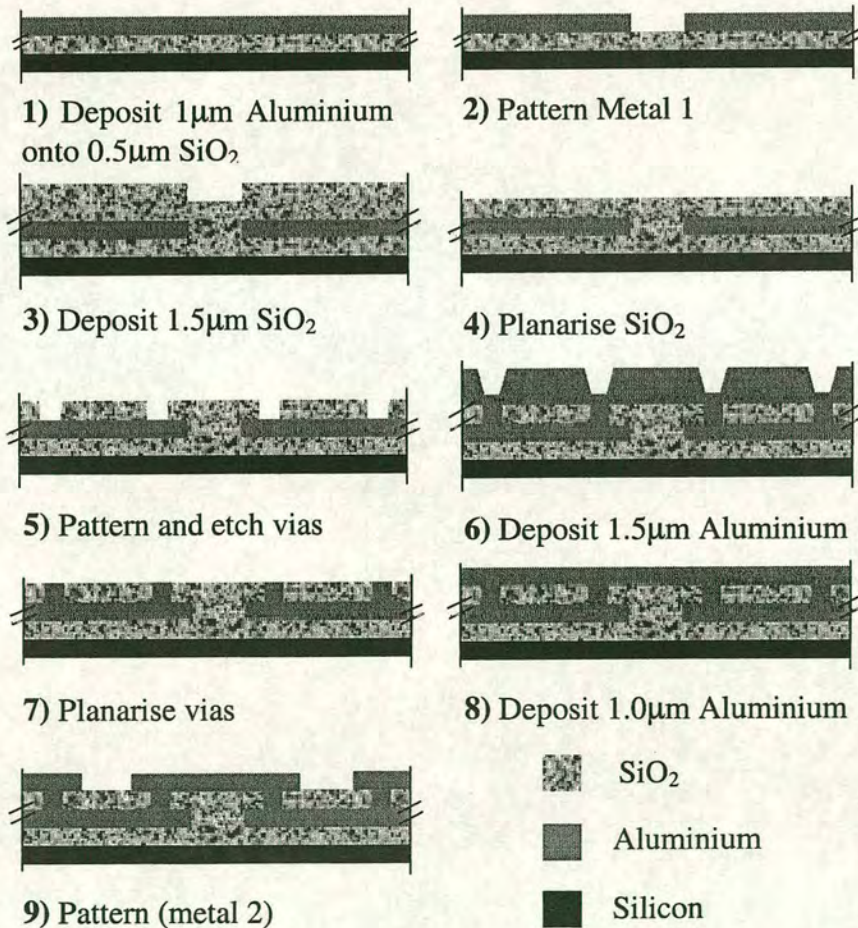 1) Deposit 1µm Aluminium
onto 0.5µm SiO₂
2) Pattern Metal 1
3) Deposit 1.5µm SiO₂
4) Planarise SiO₂
5) Pattern and etch vias
6) Deposit 1.5µm Aluminium
7) Planarise vias
8) Deposit 1.0µm Aluminium
9) Pattern (metal 2)
SiO₂
Aluminium
Silicon